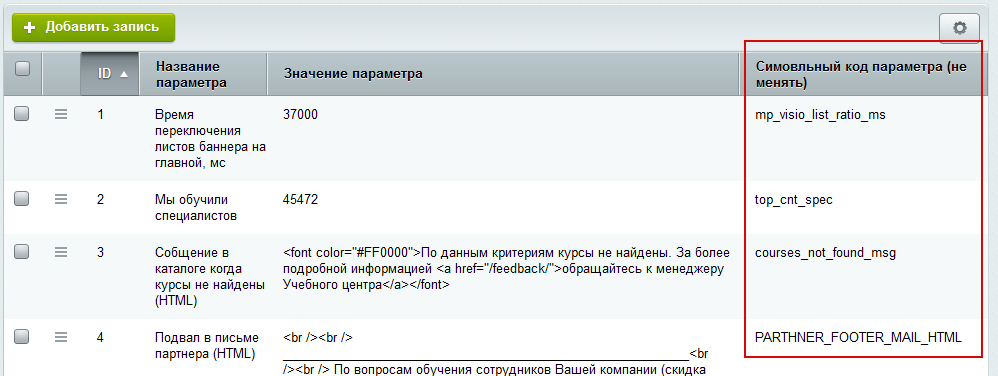 Добавить запись
ID
Название
параметра
Значение параметра
Симовльный код параметра (не
менять)
1
Время
переключения
листов баннера на
главной, мс
37000
mp_visio_list_ratio_ms
2
Мы обучили
специалистов
45472
top_cnt_spec
3
Собщение в
каталоге когда
курсы не найдены
(HTML)
<font color="#FF0000">По данным критериям курсы не найдены. За более
подробной информацией <a href="/feedback/">обращайтесь к менеджеру
Учебного центра</a></font>
courses_not_found_msg
4
Подвал в письме
партнера (HTML)
<br /><br />
__________________________________________________________<br
/><br /> По вопросам обучения сотрудников Вашей компании (скидка
PARTHNER_FOOTER_MAIL_HTML